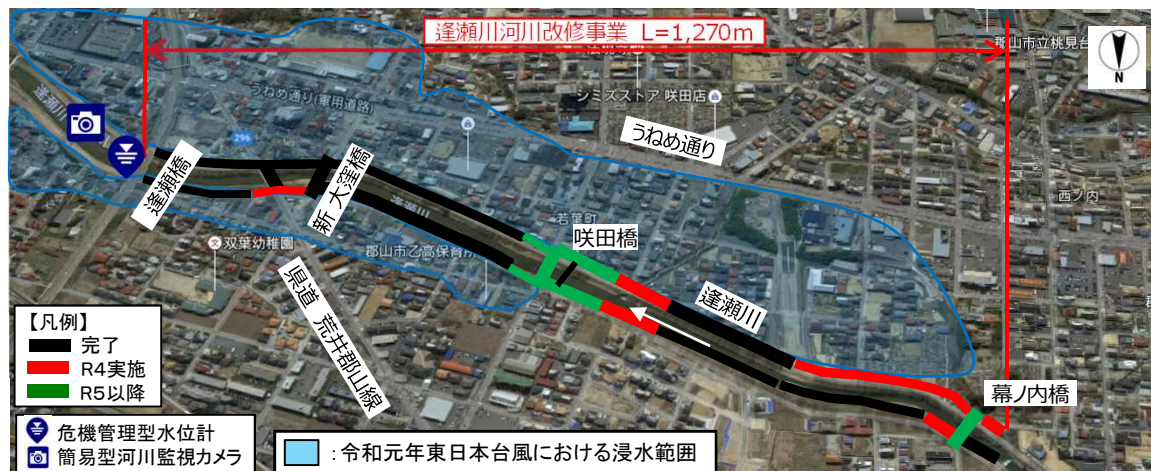 逢瀬川河川改修事業 L=1,270m
郡山市立桃見台
N
シミズストア 咲田店
うねめ通り(軍用道路)
うねめ通り
296
逢瀬川
逢瀬橋
新 大窪橋
逢瀬川
若葉町
咲田橋
西ノ内
双葉幼稚園
郡山市乙高保育所
県道 荒井郡山線
逢瀬川
幕ノ内橋
【凡例】
完了
R4実施
R5以降
危機管理型水位計
簡易型河川監視カメラ
:令和元年東日本台風における浸水範囲